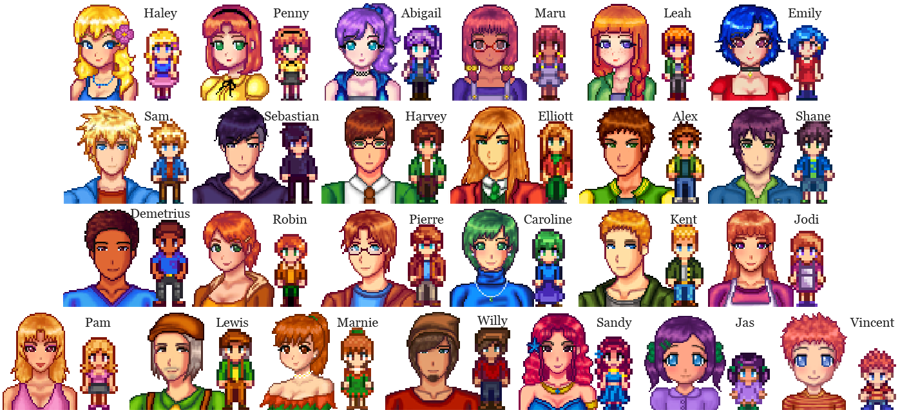 Haley
Penny
Abigail
Maru
Leah
Emily
Sam
Sebastian
Harvey
Elliott
Alex
Shane
Demetrius
Robin
Pierre
Caroline
Kent
Jodi
Pam
Lewis
Marnie
Willy
Sandy
Jas
Vincent